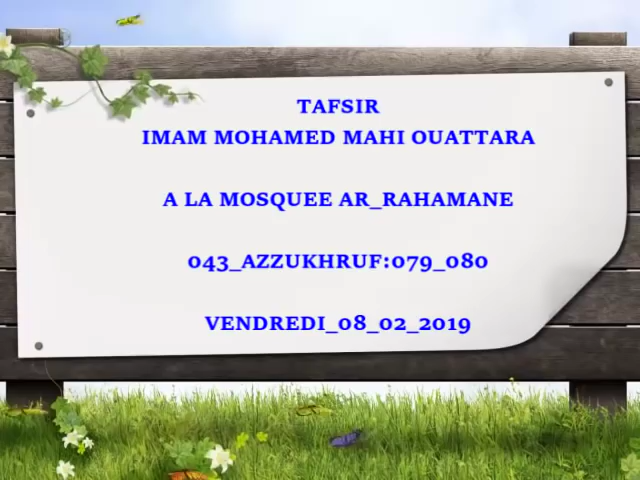 TAFSIR
IMAM MOHAMED MAHI OUATTARA
A LA MOSQUEE AR_RAHAMANE
043_AZZUKHRUF:079_080
VENDREDI_08_02_2019